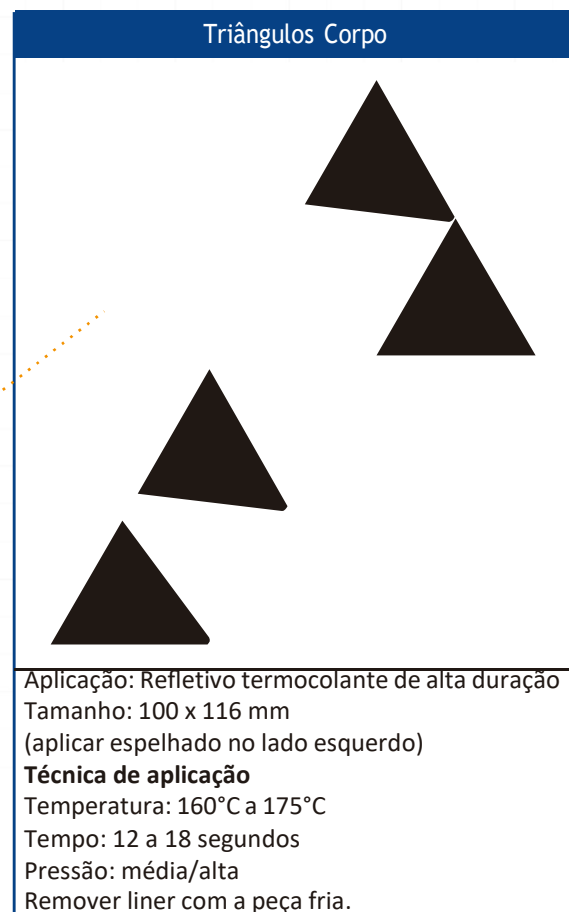 Triângulos Corpo
Aplicação: Refletivo termocolante de alta duração
Tamanho: 100 x 116 mm
(aplicar espelhado no lado esquerdo)
Técnica de aplicação
Temperatura: 160°C a 175°C
Tempo: 12 a 18 segundos
Pressão: média/alta
Remover liner com a peça fria.